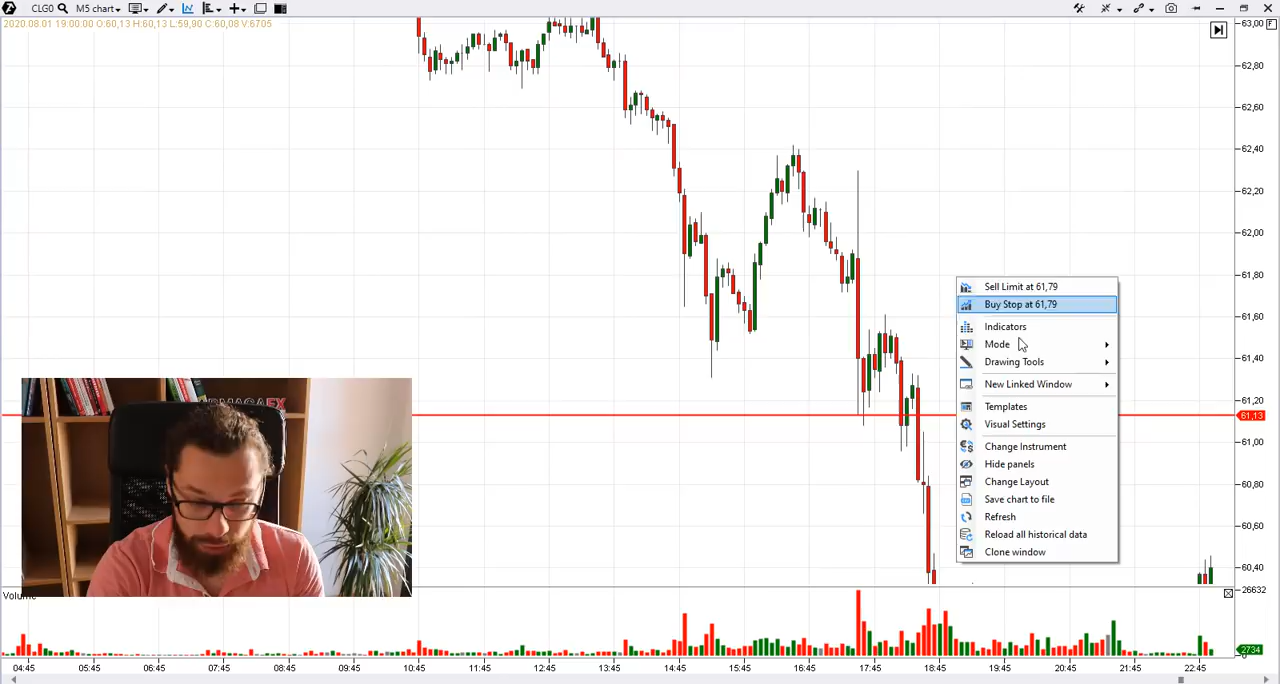 CLG0 M5 chart
2020.08.01 19:00:00 O:60,13 H:60,13 L:59,90 C:60,08 V:6705
63,00 F
62,80
62,60
62,40
62,20
62,00
61,80
61,60
61,40
61,20
61,13
61,00
60,80
60,60
60,40
Sell Limit at 61,79
Buy Stop at 61,79
Indicators
Mode
Drawing Tools
New Linked Window
Templates
Visual Settings
Change Instrument
Hide panels
Change Layout
Save chart to file
Refresh
Reload all historical data
Clone window
Volume
26632
2734
04:45 05:45 06:45 07:45 08:45 09:45 10:45 11:45 12:45 13:45 14:45 15:45 16:45 17:45 18:45 19:45 20:45 21:45 22:45